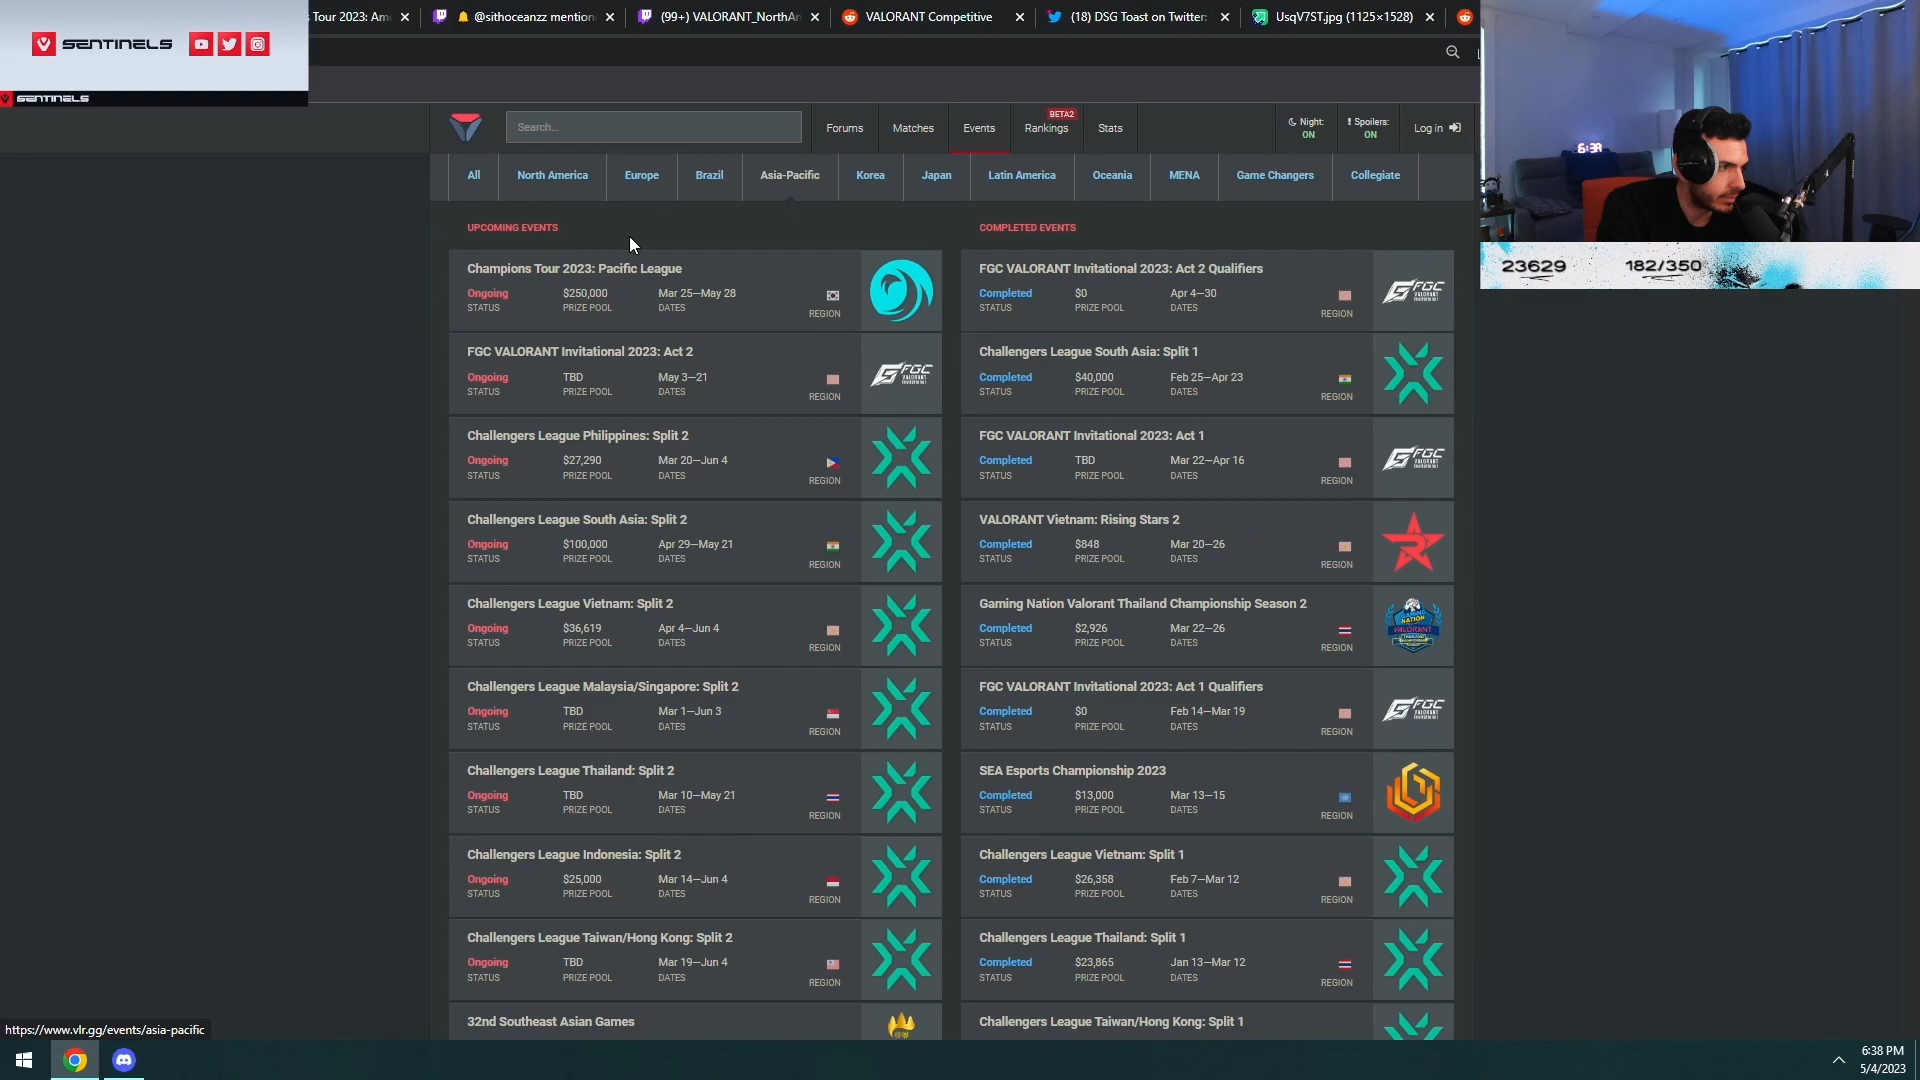 Tour 2023: Am
@sithoceanzz mention
(99+) VALORANT_NorthAm
VALORANT Competitive
(18) DSG Toast on Twitter:
UsqV7ST.jpg (1125×1528)
SENTINELS
SENTINELS
Search...
Forums
Matches
Events
BETA2
Rankings
Stats
Night:
ON
Spoilers:
ON
Log in
All
North America
Europe
Brazil
Asia-Pacific
Korea
Japan
Latin America
Oceania
MENA
Game Changers
Collegiate
6:38
23629
182/350
UPCOMING EVENTS
Champions Tour 2023: Pacific League
Ongoing $250,000 Mar 25—May 28
STATUS PRIZE POOL DATES REGION
FGC VALORANT Invitational 2023: Act 2
Ongoing TBD May 3—21
STATUS PRIZE POOL DATES REGION
FGC
Challengers League Philippines: Split 2
Ongoing $27,290 Mar 20—Jun 4
STATUS PRIZE POOL DATES REGION
Challengers League South Asia: Split 2
Ongoing $100,000 Apr 29—May 21
STATUS PRIZE POOL DATES REGION
Challengers League Vietnam: Split 2
Ongoing $36,619 Apr 4—Jun 4
STATUS PRIZE POOL DATES REGION
Challengers League Malaysia/Singapore: Split 2
Ongoing TBD Mar 1—Jun 3
STATUS PRIZE POOL DATES REGION
Challengers League Thailand: Split 2
Ongoing TBD Mar 10—May 21
STATUS PRIZE POOL DATES REGION
Challengers League Indonesia: Split 2
Ongoing $25,000 Mar 14—Jun 4
STATUS PRIZE POOL DATES REGION
Challengers League Taiwan/Hong Kong: Split 2
Ongoing TBD Mar 19—Jun 4
STATUS PRIZE POOL DATES REGION
32nd Southeast Asian Games
COMPLETED EVENTS
FGC VALORANT Invitational 2023: Act 2 Qualifiers
Completed $0 Apr 4—30
STATUS PRIZE POOL DATES REGION
FGC
Challengers League South Asia: Split 1
Completed $40,000 Feb 25—Apr 23
STATUS PRIZE POOL DATES REGION
FGC VALORANT Invitational 2023: Act 1
Completed TBD Mar 22—Apr 16
STATUS PRIZE POOL DATES REGION
FGC
VALORANT Vietnam: Rising Stars 2
Completed $848 Mar 20—26
STATUS PRIZE POOL DATES REGION
Gaming Nation Valorant Thailand Championship Season 2
Completed $2,926 Mar 22—26
STATUS PRIZE POOL DATES REGION
GAMING
NATION
VALORANT
FGC VALORANT Invitational 2023: Act 1 Qualifiers
Completed $0 Feb 14—Mar 19
STATUS PRIZE POOL DATES REGION
FGC
SEA Esports Championship 2023
Completed $13,000 Mar 13—15
STATUS PRIZE POOL DATES REGION
Challengers League Vietnam: Split 1
Completed $26,358 Feb 7—Mar 12
STATUS PRIZE POOL DATES REGION
Challengers League Thailand: Split 1
Completed $23,865 Jan 13—Mar 12
STATUS PRIZE POOL DATES REGION
Challengers League Taiwan/Hong Kong: Split 1
https://www.vlr.gg/events/asia-pacific
6:38 PM
5/4/2023